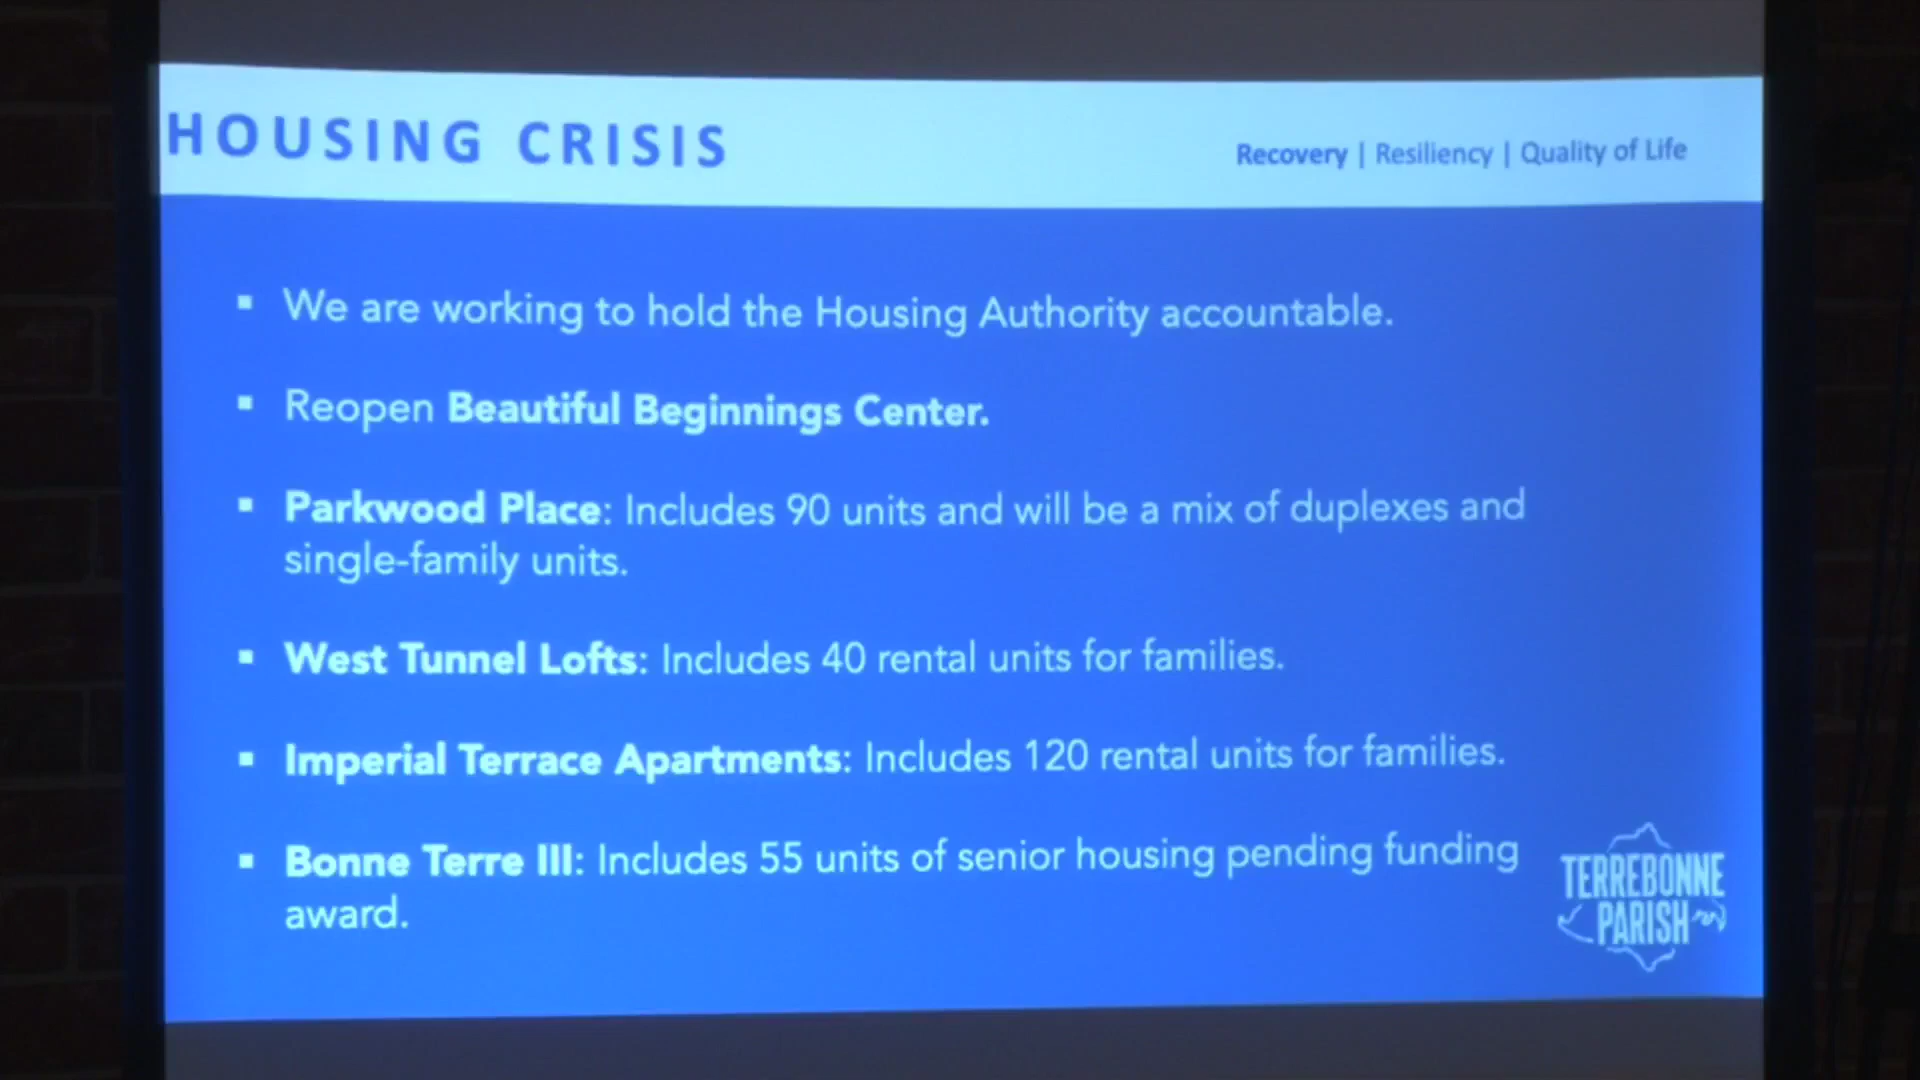 HOUSING CRISIS
Recovery | Resiliency | Quality of Life
▪ We are working to hold the Housing Authority accountable.
▪ Reopen Beautiful Beginnings Center.
▪ Parkwood Place: Includes 90 units and will be a mix of duplexes and
single-family units.
▪ West Tunnel Lofts: Includes 40 rental units for families.
▪ Imperial Terrace Apartments: Includes 120 rental units for families.
▪ Bonne Terre III: Includes 55 units of senior housing pending funding
award.
TERREBONNE
PARISH